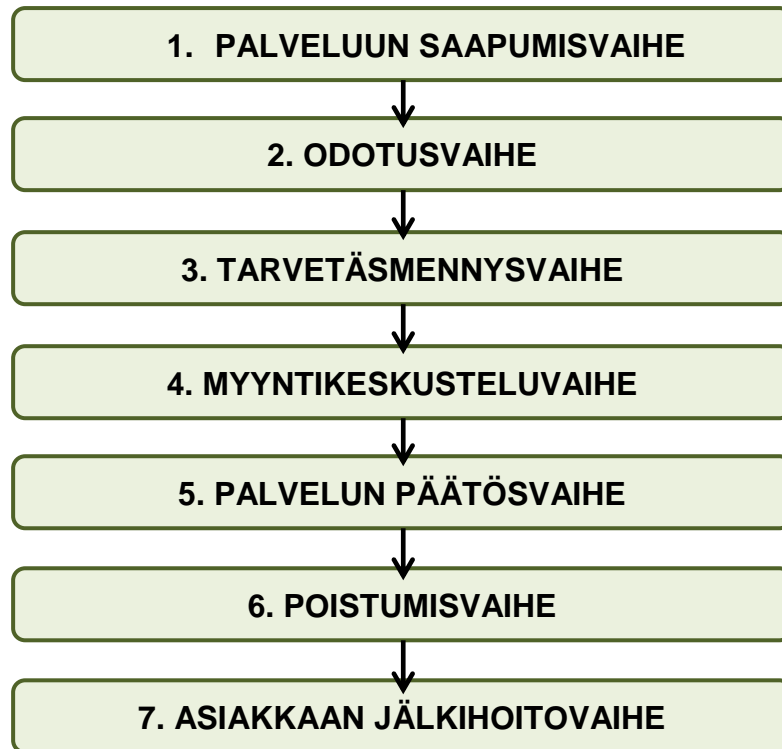 1. PALVELUUN SAAPUMISVAIHE
2. ODOTUSVAIHE
3. TARVETÄSMENNYSVAIHE
4. MYYNTIKESKUSTELUVAIHE
5. PALVELUN PÄÄTÖSVAIHE
6. POISTUMISVAIHE
7. ASIAKKAAN JÄLKIHOITOVAIHE